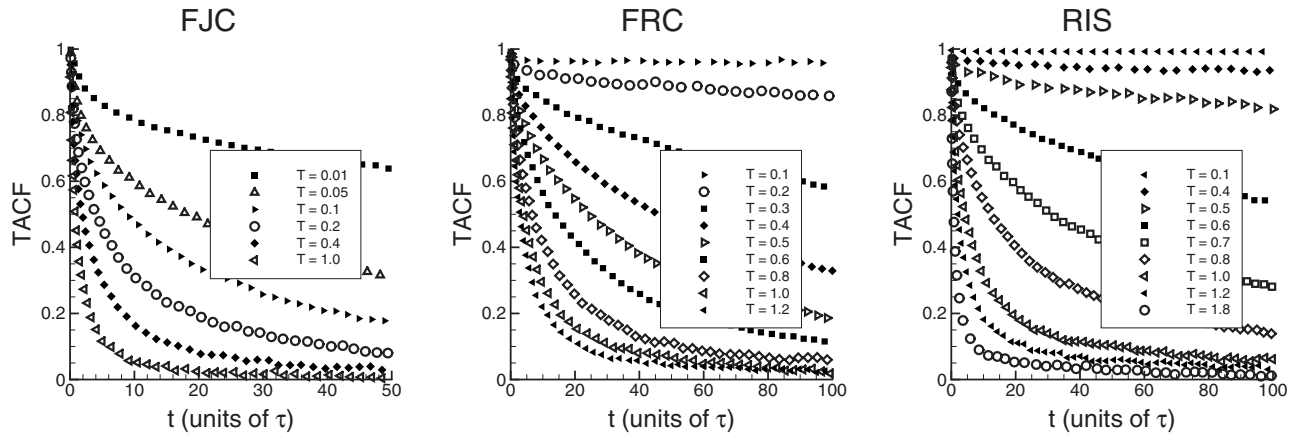 FJC
FRC
RIS
1
0.8
0.6
0.4
0.2
0
TACF
0
10
20
30
40
50
t (units of τ)
T = 0.01
T = 0.05
T = 0.1
T = 0.2
T = 0.4
T = 1.0
1
0.8
0.6
0.4
0.2
0
TACF
0
20
40
60
80
100
t (units of τ)
T = 0.1
T = 0.2
T = 0.3
T = 0.4
T = 0.5
T = 0.6
T = 0.8
T = 1.0
T = 1.2
1
0.8
0.6
0.4
0.2
0
TACF
20
40
60
80
100
t (units of τ)
T = 0.1
T = 0.4
T = 0.5
T = 0.6
T = 0.7
T = 0.8
T = 1.0
T = 1.2
T = 1.8